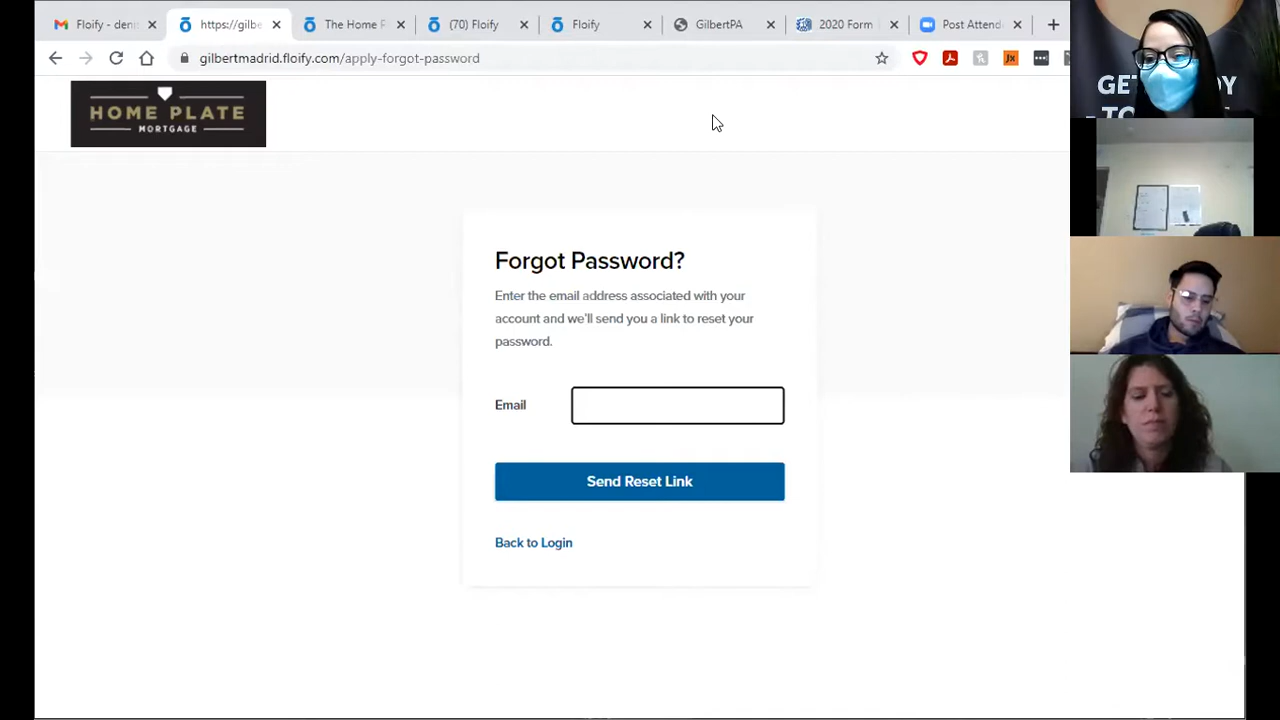 Floify - deni
https://gilbe
The Home F
(70) Floify
Floify
GilbertPA
2020 Form
Post Attend
gilbertmadrid.floify.com/apply-forgot-password
HOME PLATE
MORTGAGE
Forgot Password?
Enter the email address associated with your
account and we'll send you a link to reset your
password.
Email
Send Reset Link
Back to Login